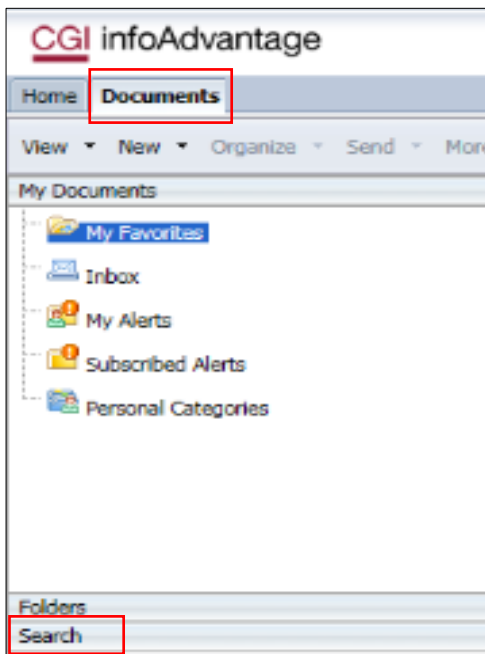 CGI infoAdvantage
Home Documents
View New Organize Send More
My Documents
My Favorites
Inbox
My Alerts
Subscribed Alerts
Personal Categories
Folders
Search